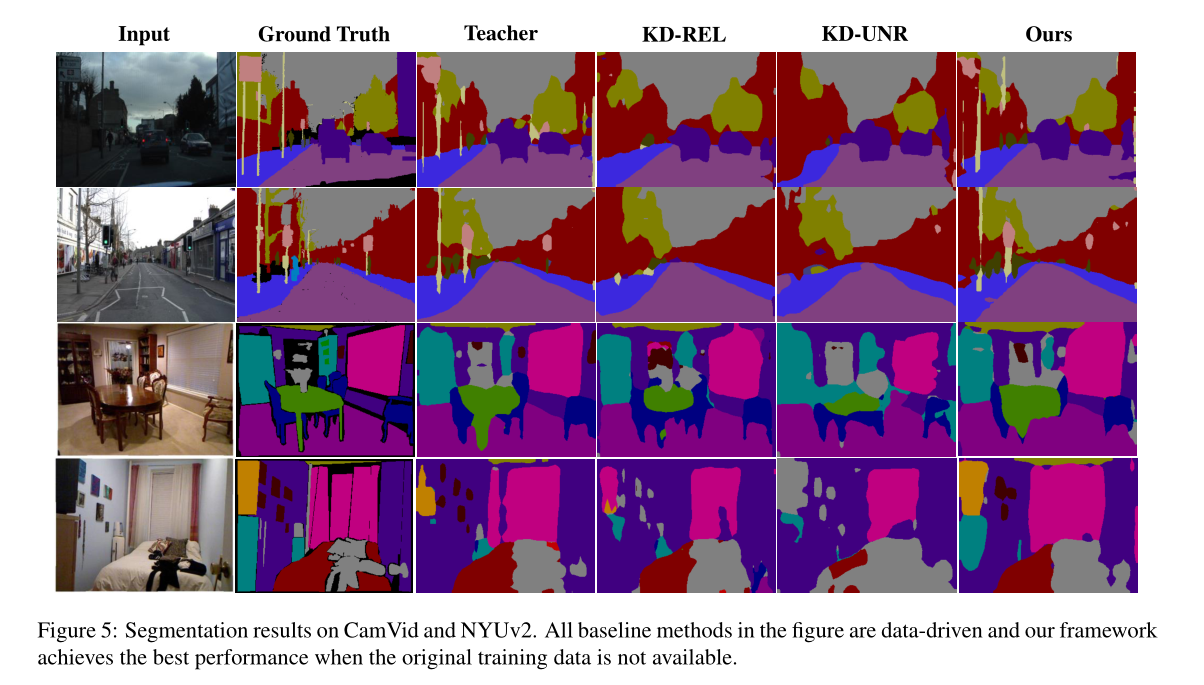 Input Ground Truth Teacher KD-REL KD-UNR Ours
Figure 5: Segmentation results on CamVid and NYUv2. All baseline methods in the figure are data-driven and our framework
achieves the best performance when the original training data is not available.